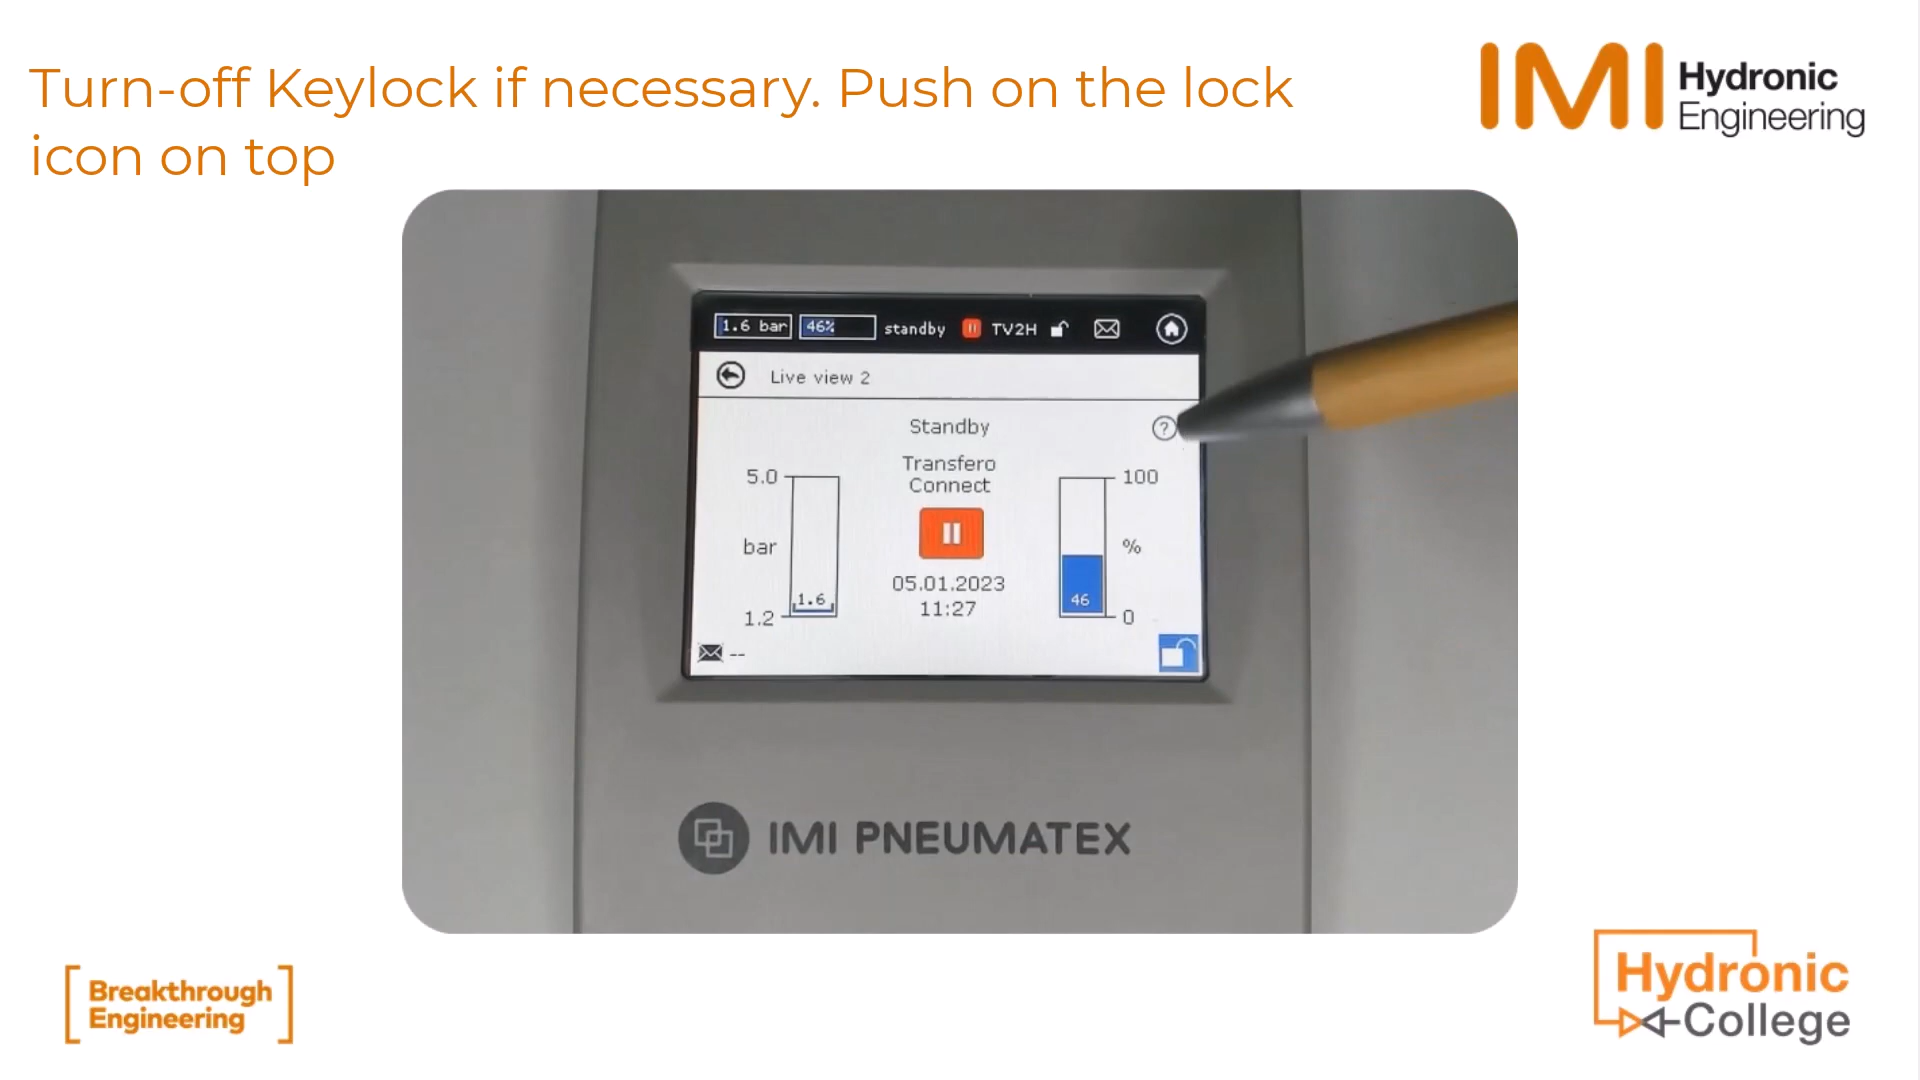 Turn-off Keylock if necessary. Push on the lock
icon on top
IMI Hydronic
Engineering
1.6 bar 46% standby TV2H
Live view 2
Standby
?
Transfero
Connect
5.0
100
bar
%
05.01.2023
11:27
1.6
46
1.2
0
--
IMI PNEUMATEX
Breakthrough
Engineering
Hydronic
College